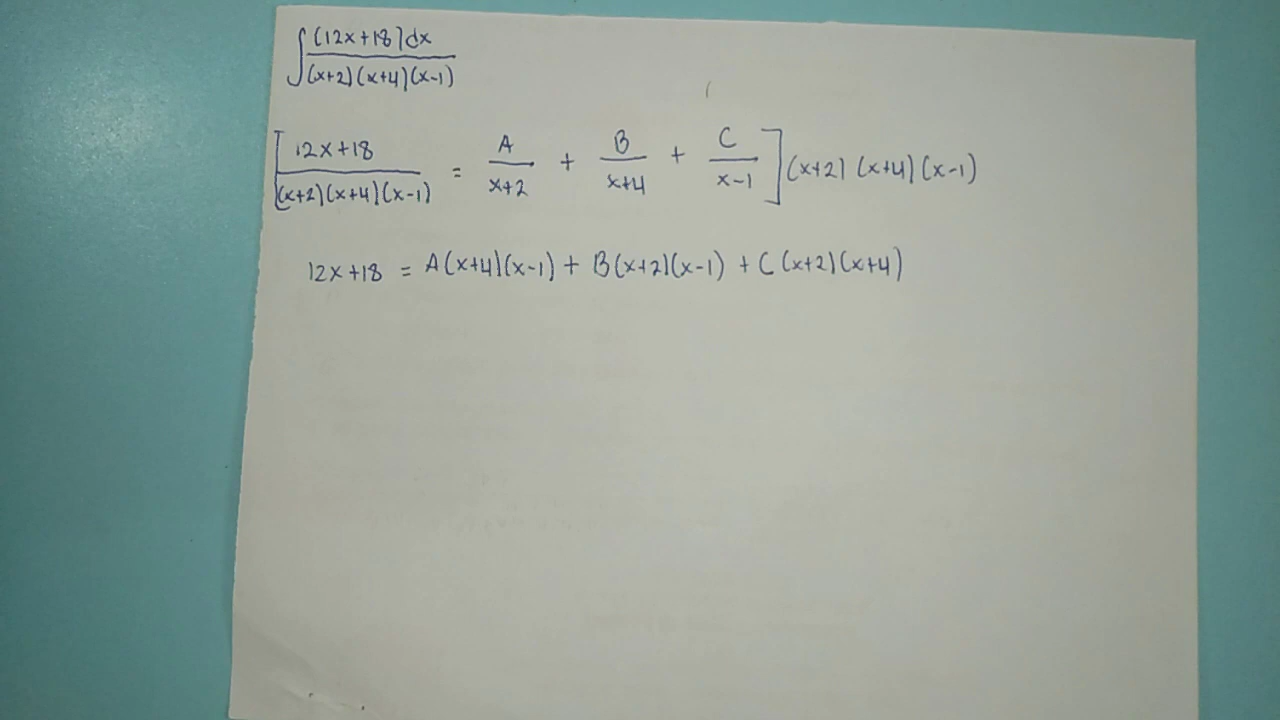 ∫ (12x+18)dx / (x+2)(x+4)(x-1)
[ 12x+18 / (x+2)(x+4)(x-1) = A / x+2 + B / x+4 + C / x-1 ] (x+2)(x+4)(x-1)
12x+18 = A(x+4)(x-1) + B(x+2)(x-1) + C(x+2)(x+4)